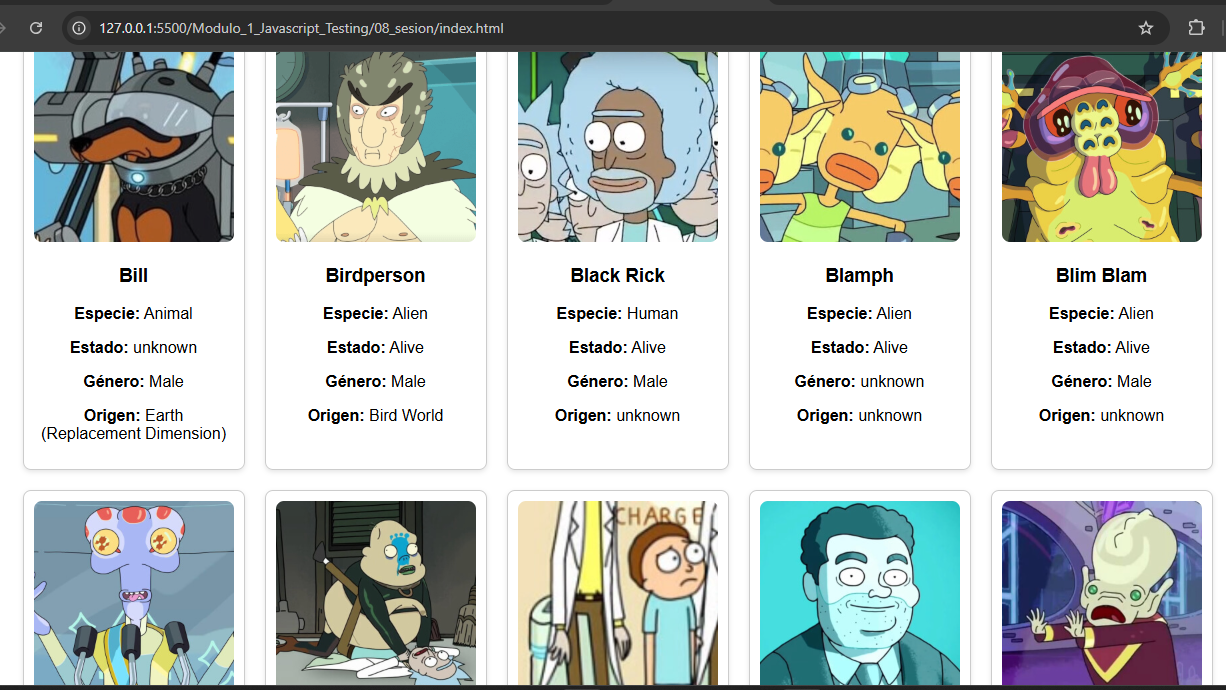 127.0.0.1:5500/Modulo_1_Javascript_Testing/08_sesion/index.html
Bill
Especie: Animal
Estado: unknown
Género: Male
Origen: Earth
(Replacement Dimension)
Birdperson
Especie: Alien
Estado: Alive
Género: Male
Origen: Bird World
Black Rick
Especie: Human
Estado: Alive
Género: Male
Origen: unknown
Blamph
Especie: Alien
Estado: Alive
Género: unknown
Origen: unknown
Blim Blam
Especie: Alien
Estado: Alive
Género: Male
Origen: unknown
CHARGE